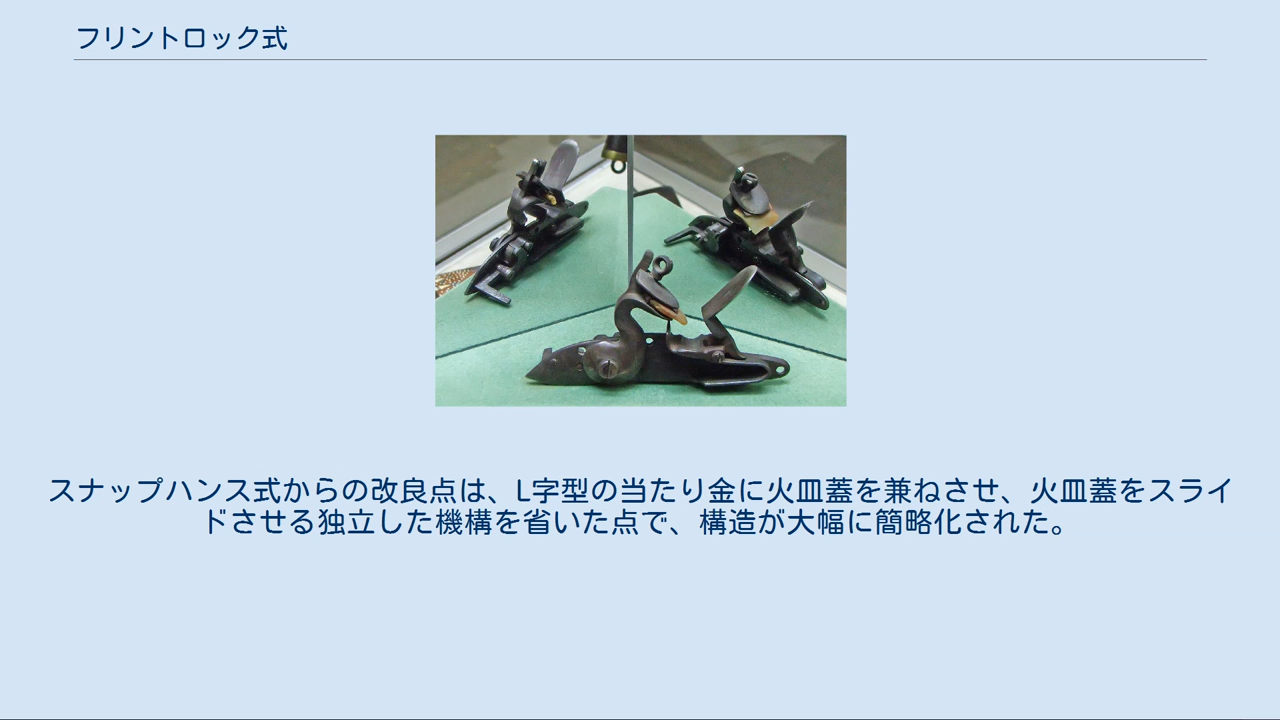 フリントロック式
スナップハンス式からの改良点は、L字型の当たり金に火皿蓋を兼ねさせ、火皿蓋をスライ
ドさせる独立した機構を省いた点で、構造が大幅に簡略化された。